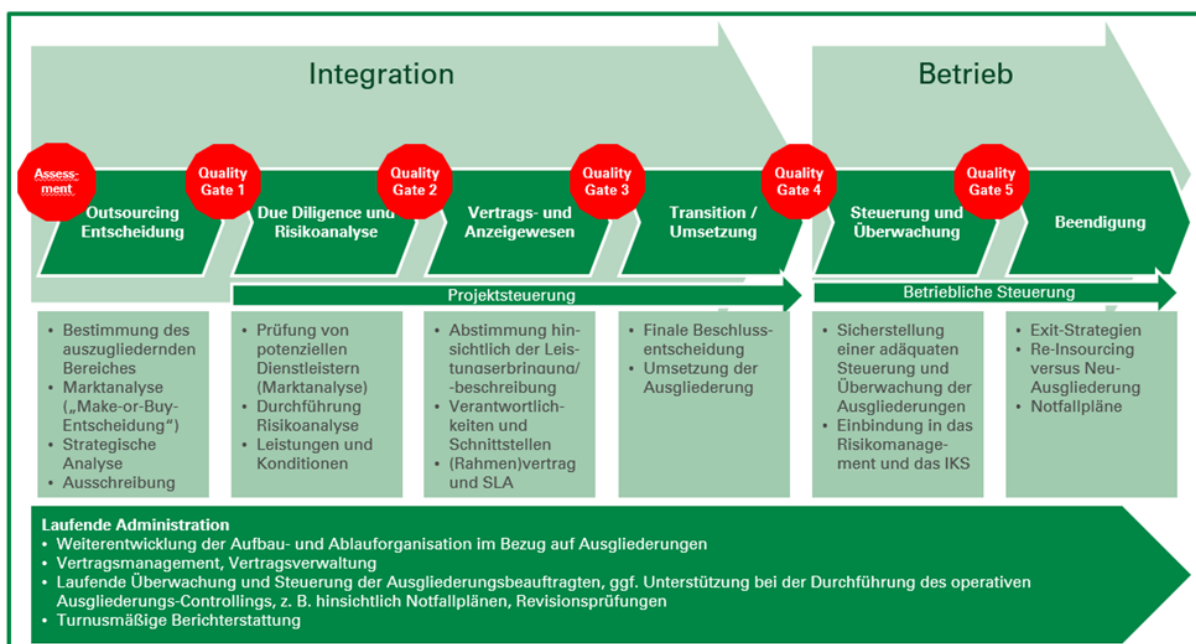 Integration
Betrieb
Assess-
ment
Quality
Gate 1
Quality
Gate 2
Quality
Gate 3
Quality
Gate 4
Quality
Gate 5
Outsourcing
Entscheidung
Due Diligence und
Risikoanalyse
Vertrags- und
Anzeigewesen
Transition /
Umsetzung
Steuerung und
Überwachung
Beendigung
Projektsteuerung
Betriebliche Steuerung
• Bestimmung des
auszugliedernden
Bereiches
• Marktanalyse
(„Make-or-Buy-
Entscheidung“)
• Strategische
Analyse
• Ausschreibung
• Prüfung von
potenziellen
Dienstleistern
(Marktanalyse)
• Durchführung
Risikoanalyse
• Leistungen und
Konditionen
• Abstimmung hin-
sichtlich der Leis-
tungserbringung/
-beschreibung
• Verantwortlich-
keiten und
Schnittstellen
• (Rahmen)vertrag
und SLA
• Finale Beschluss-
entscheidung
• Umsetzung der
Ausgliederung
• Sicherstellung
einer adäquaten
Steuerung und
Überwachung der
Ausgliederungen
• Einbindung in das
Risikomanage-
ment und das IKS
• Exit-Strategien
• Re-Insourcing
versus Neu-
Ausgliederung
• Notfallpläne
Laufende Administration
• Weiterentwicklung der Aufbau- und Ablauforganisation im Bezug auf Ausgliederungen
• Vertragsmanagement, Vertragsverwaltung
• Laufende Überwachung und Steuerung der Ausgliederungsbeauftragten, ggf. Unterstützung bei der Durchführung des operativen
Ausgliederungs-Controllings, z. B. hinsichtlich Notfallplänen, Revisionsprüfungen
• Turnusmäßige Berichterstattung